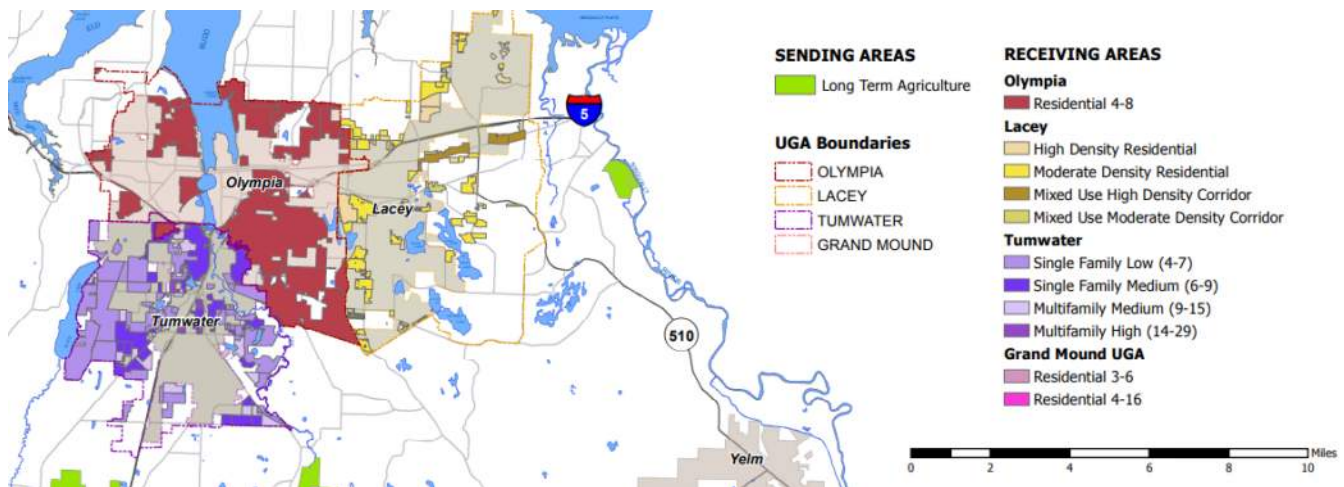 BUDD
Olympia
Lacey
Tumwater
Yelm
5
510
SENDING AREAS
Long Term Agriculture
UGA Boundaries
OLYMPIA
LACEY
TUMWATER
GRAND MOUND
RECEIVING AREAS
Olympia
Residential 4-8
Lacey
High Density Residential
Moderate Density Residential
Mixed Use High Density Corridor
Mixed Use Moderate Density Corridor
Tumwater
Single Family Low (4-7)
Single Family Medium (6-9)
Multifamily Medium (9-15)
Multifamily High (14-29)
Grand Mound UGA
Residential 3-6
Residential 4-16
Miles
0 2 4 6 8 10